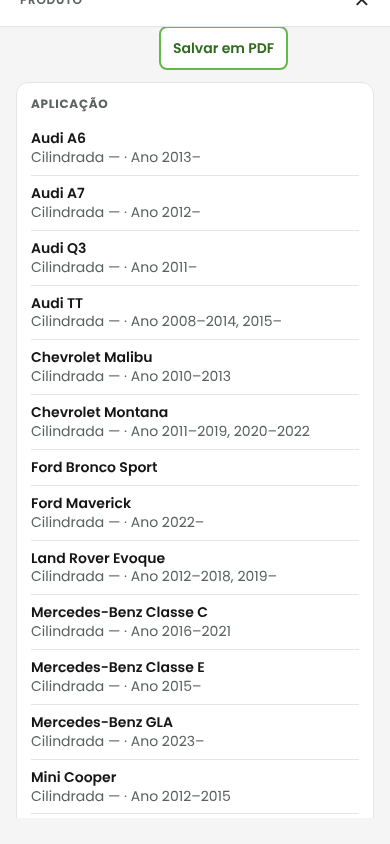 PRODUTO
Salvar em PDF
APLICAÇÃO
Audi A6
Cilindrada — · Ano 2013–
Audi A7
Cilindrada — · Ano 2012–
Audi Q3
Cilindrada — · Ano 2011–
Audi TT
Cilindrada — · Ano 2008–2014, 2015–
Chevrolet Malibu
Cilindrada — · Ano 2010–2013
Chevrolet Montana
Cilindrada — · Ano 2011–2019, 2020–2022
Ford Bronco Sport
Ford Maverick
Cilindrada — · Ano 2022–
Land Rover Evoque
Cilindrada — · Ano 2012–2018, 2019–
Mercedes-Benz Classe C
Cilindrada — · Ano 2016–2021
Mercedes-Benz Classe E
Cilindrada — · Ano 2015–
Mercedes-Benz GLA
Cilindrada — · Ano 2023–
Mini Cooper
Cilindrada — · Ano 2012–2015